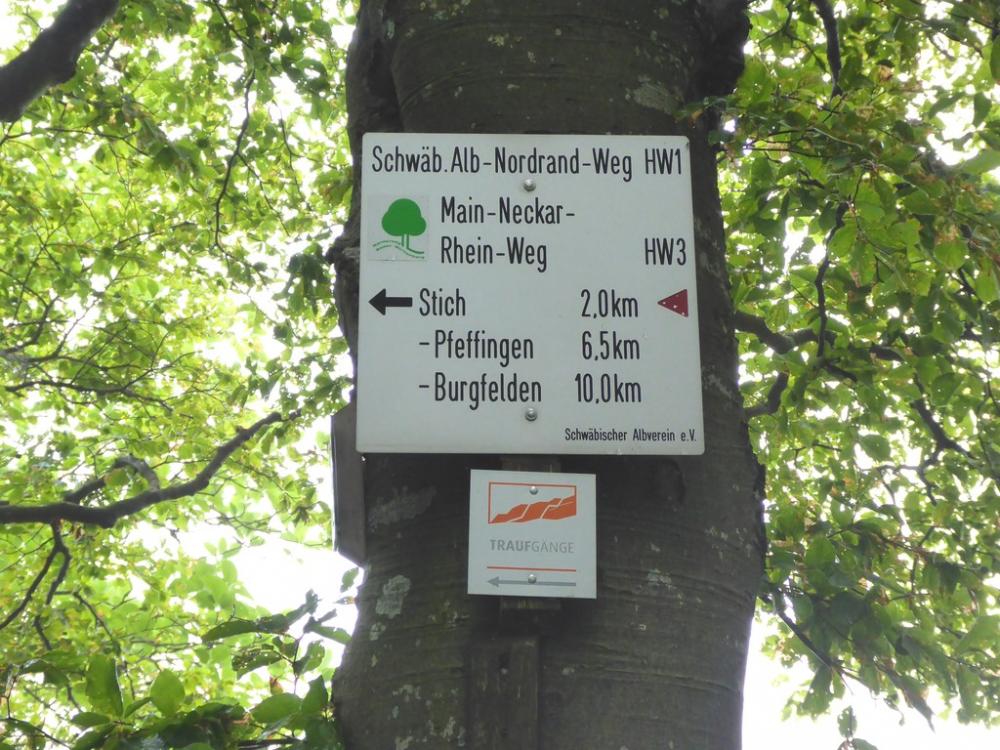 Schwäb.Alb-Nordrand-Weg HW1
Main-Neckar-
Rhein-Weg HW3
Stich 2,0km
-Pfeffingen 6,5km
-Burgfelden 10,0km
Schwäbischer Albverein e.V.
TRAUFGÄNGE